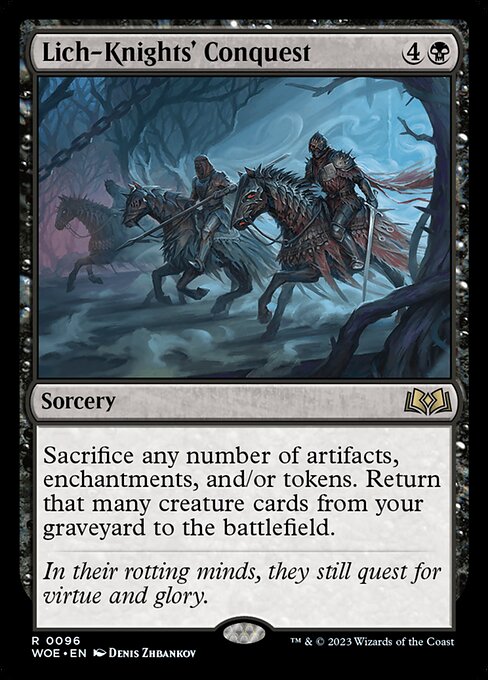 Lich-Knights' Conquest 4
Sorcery
Sacrifice any number of artifacts,
enchantments, and/or tokens. Return
that many creature cards from your
graveyard to the battlefield.
In their rotting minds, they still quest for
virtue and glory.
R 0096
WOE • EN Denis Zhbankov
™ & © 2023 Wizards of the Coast